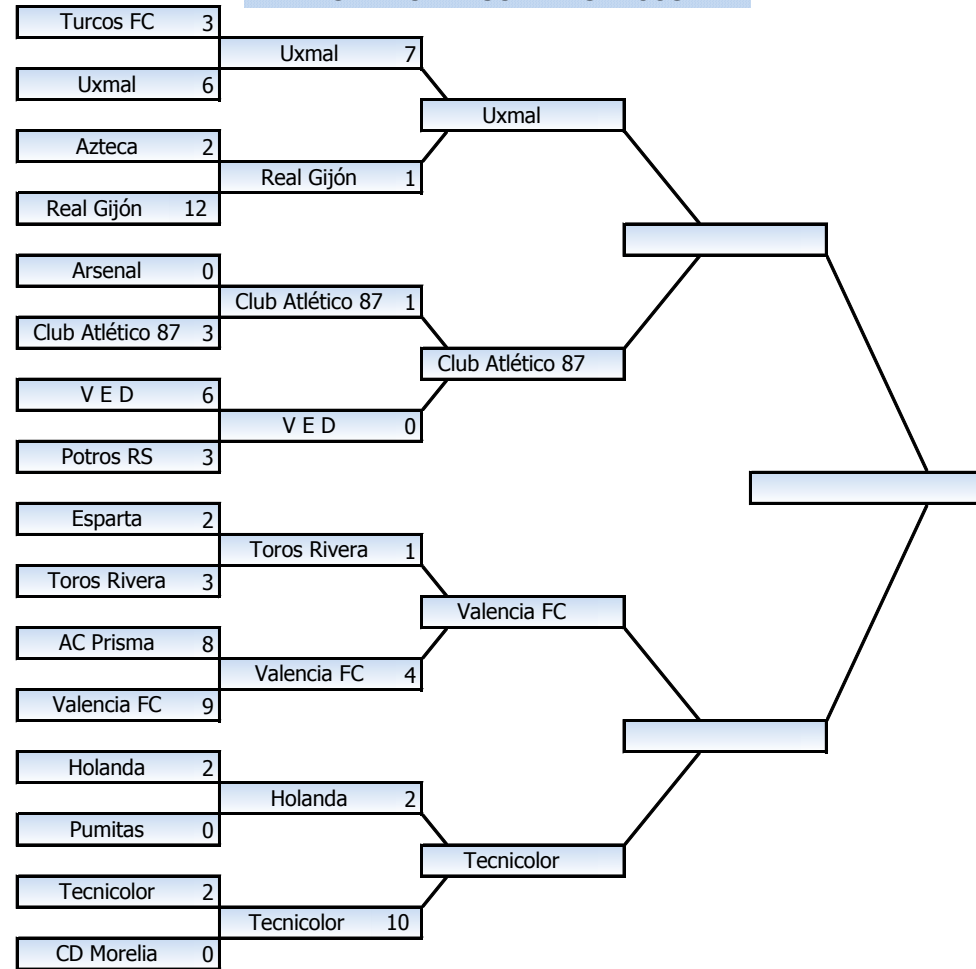 Turcos FC 3
Uxmal 7
Uxmal 6
Uxmal
Azteca 2
Real Gijón 1
Real Gijón 12
Arsenal 0
Club Atlético 87 1
Club Atlético 87 3
Club Atlético 87
V E D 6
V E D 0
Potros RS 3
Esparta 2
Toros Rivera 1
Toros Rivera 3
Valencia FC
AC Prisma 8
Valencia FC 4
Valencia FC 9
Holanda 2
Holanda 2
Pumitas 0
Tecnicolor
Tecnicolor 2
Tecnicolor 10
CD Morelia 0